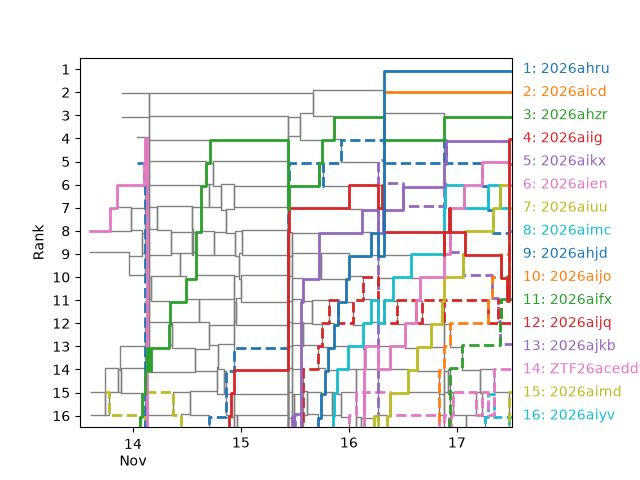 1
2
3
4
5
6
7
8
9
10
11
12
13
14
15
16
Rank
14
15
16
17
Nov
1: 2026ahru
2: 2026aicd
3: 2026ahzr
4: 2026aiig
5: 2026aikx
6: 2026aien
7: 2026aiuu
8: 2026aimc
9: 2026ahjd
10: 2026aijo
11: 2026aifx
12: 2026aijq
13: 2026ajkb
14: ZTF26acedd
15: 2026aimd
16: 2026aiyv